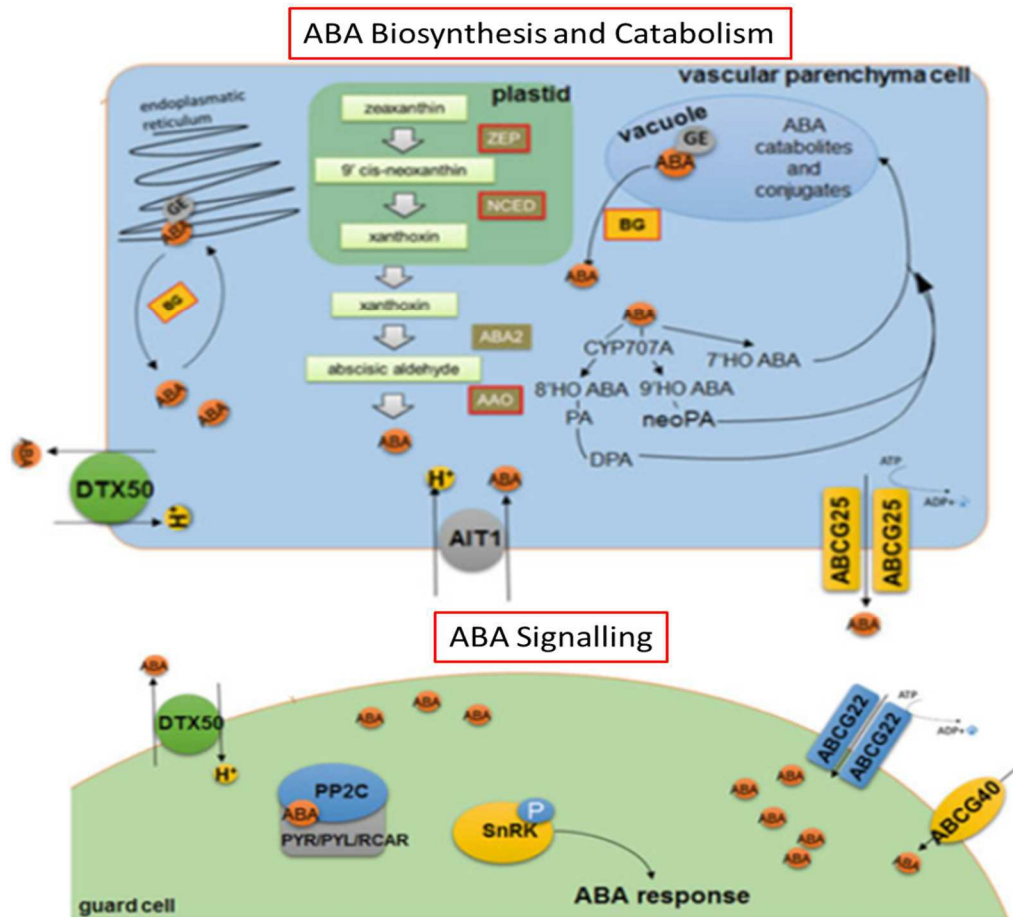 ABA Biosynthesis and Catabolism
vascular parenchyma cell
endoplasmatic
reticulum
GE
ABA
BG
ABA
ABA
plastid
zeaxanthin
ZEP
9' cis-neoxanthin
NCED
xanthoxin
xanthoxin
ABA2
abscisic aldehyde
AAO
ABA
vacuole
GE
ABA
ABA
catabolites
and
conjugates
BG
ABA
ABA
CYP707A
7'HO ABA
8'HO ABA
9'HO ABA
PA
neoPA
DPA
ABA
DTX50
H+
H+
ABA
AIT1
ATP
ADP+
ABCG25
ABCG25
ABA
ABA Signalling
ABA
DTX50
H+
ABA
ABA
ABA
PP2C
ABA
PYR/PYL/RCAR
P
SnRK
ABA response
ABCG22
ABCG22
ATP
ADP+
ABA
ABA
ABA
ABA
ABA
ABCG40
ABA
guard cell